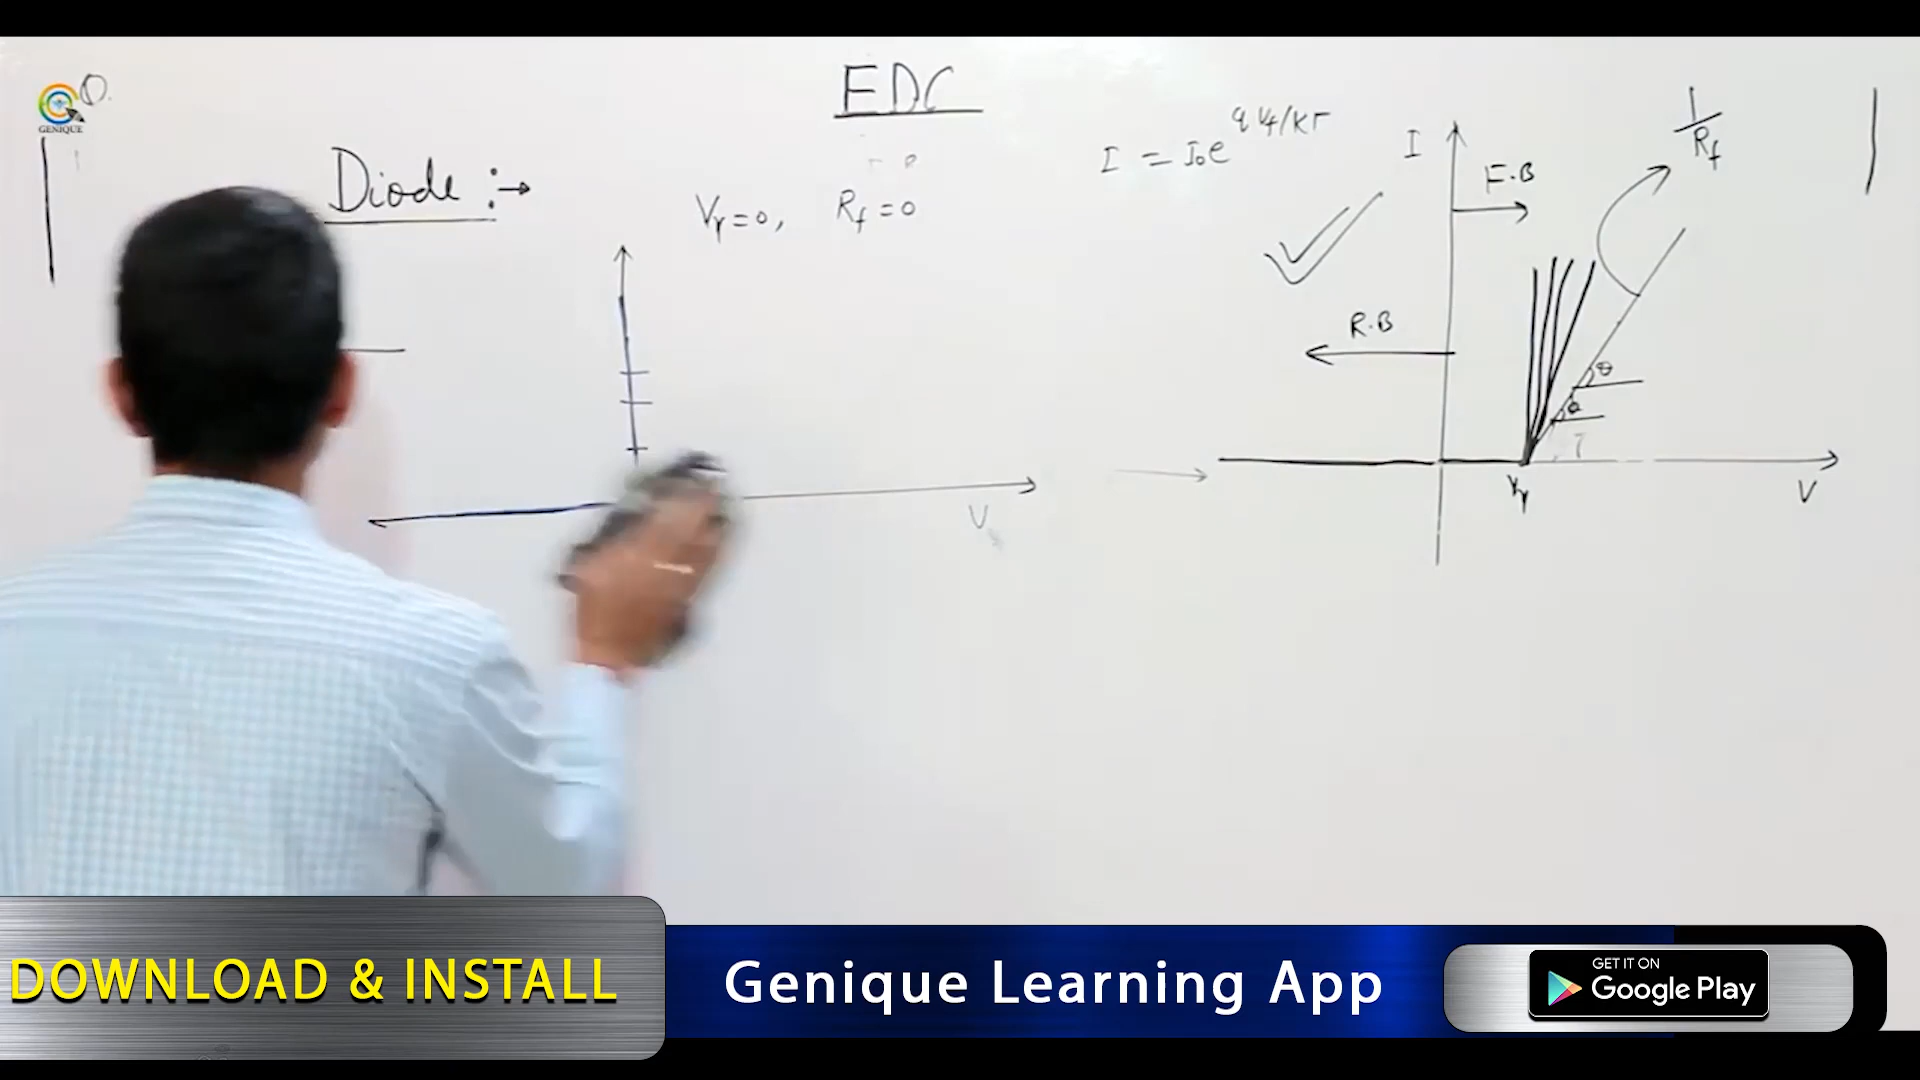 GENIQUE
EDC
Diode :→
Vγ = 0, Rf = 0
V
I = I₀e^qVf/KT
I
F.B
R.B
1/Rf
θ
θ
Vγ
V
DOWNLOAD & INSTALL
Genique Learning App
GET IT ON
Google Play